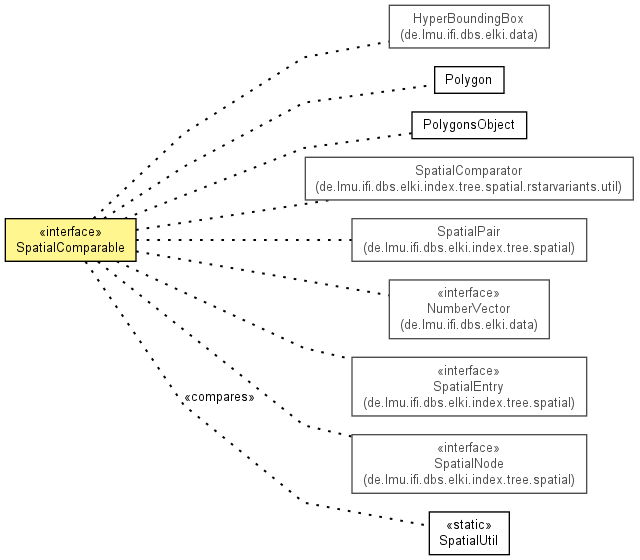 HyperBoundingBox
(de.lmu.ifi.dbs.elki.data)
Polygon
PolygonsObject
SpatialComparator
(de.lmu.ifi.dbs.elki.index.tree.spatial.rstarvariants.util)
«interface»
SpatialComparable
SpatialPair
(de.lmu.ifi.dbs.elki.index.tree.spatial)
«interface»
NumberVector
(de.lmu.ifi.dbs.elki.data)
«interface»
SpatialEntry
(de.lmu.ifi.dbs.elki.index.tree.spatial)
«compares»
«interface»
SpatialNode
(de.lmu.ifi.dbs.elki.index.tree.spatial)
«static»
SpatialUtil